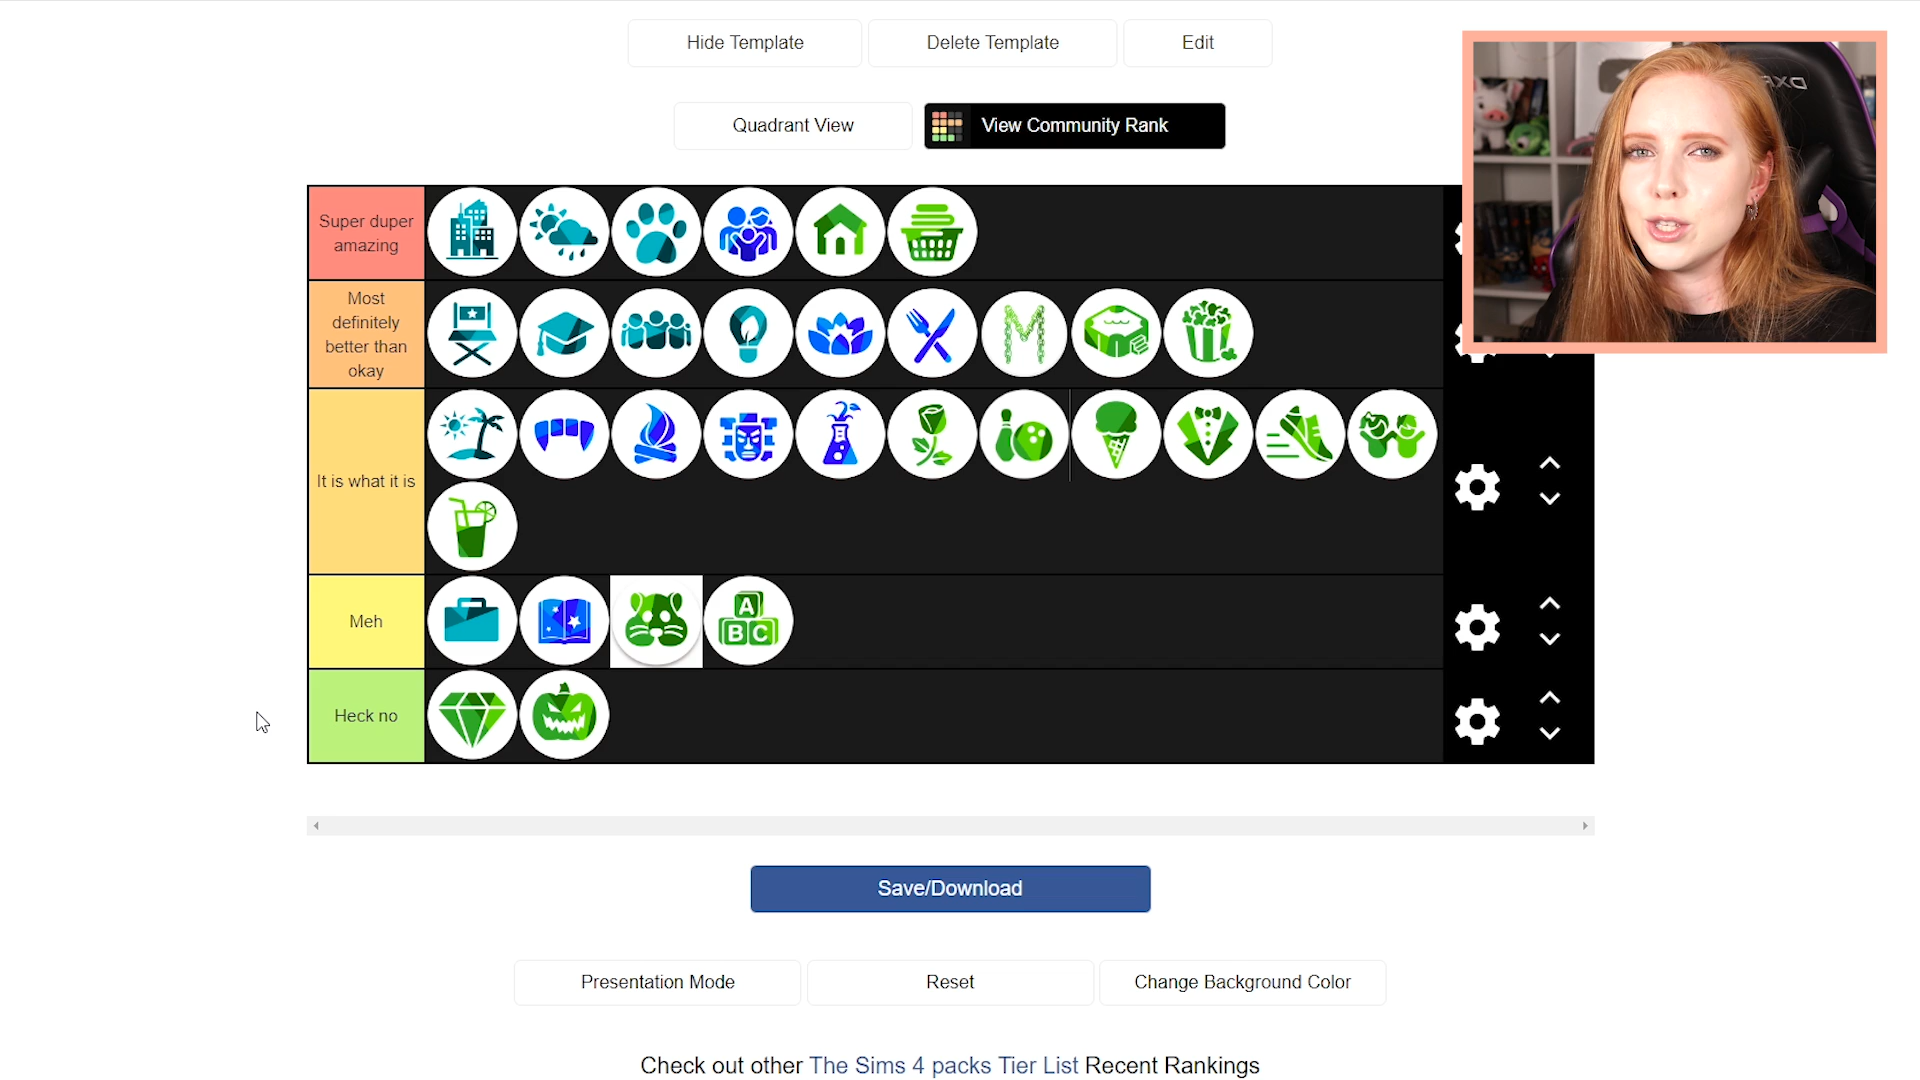 Hide Template
Delete Template
Edit
Quadrant View
View Community Rank
DXR
Super duper
amazing
Most
definitely
better than
okay
M
It is what it is
Meh
A
B C
Heck no
Save/Download
Presentation Mode
Reset
Change Background Color
Check out other The Sims 4 packs Tier List Recent Rankings